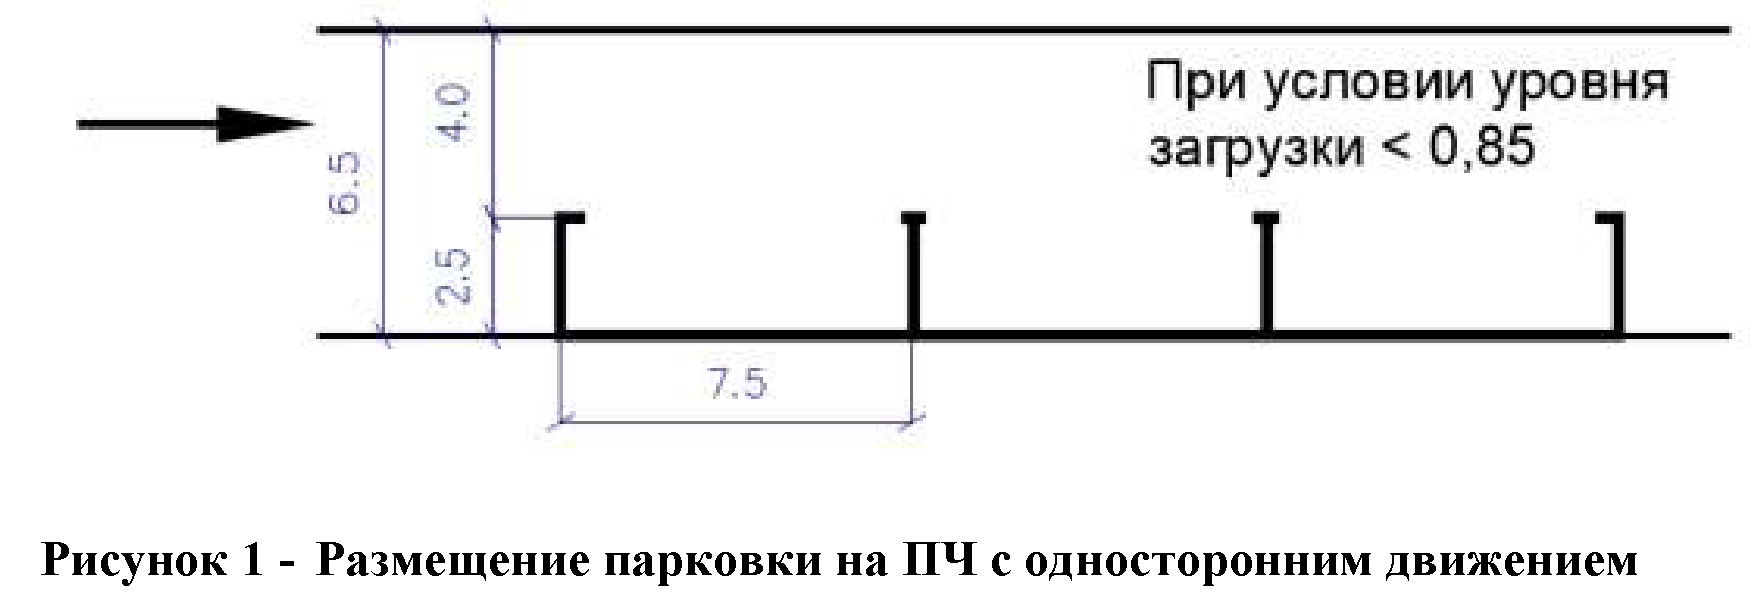 При условии уровня
загрузки < 0,85
4.0
6.5
2.5
7.5
Рисунок 1 - Размещение парковки на ПЧ с односторонним движением